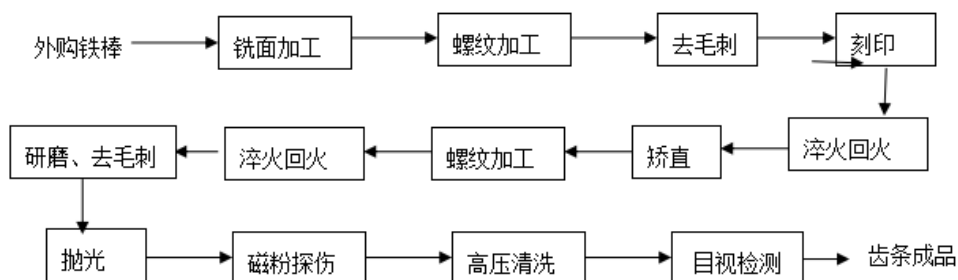 外购铁棒 铣面加工 螺纹加工 去毛刺 刻印
研磨、去毛刺 淬火回火 螺纹加工 矫直 淬火回火
抛光 磁粉探伤 高压清洗 目视检测 齿条成品